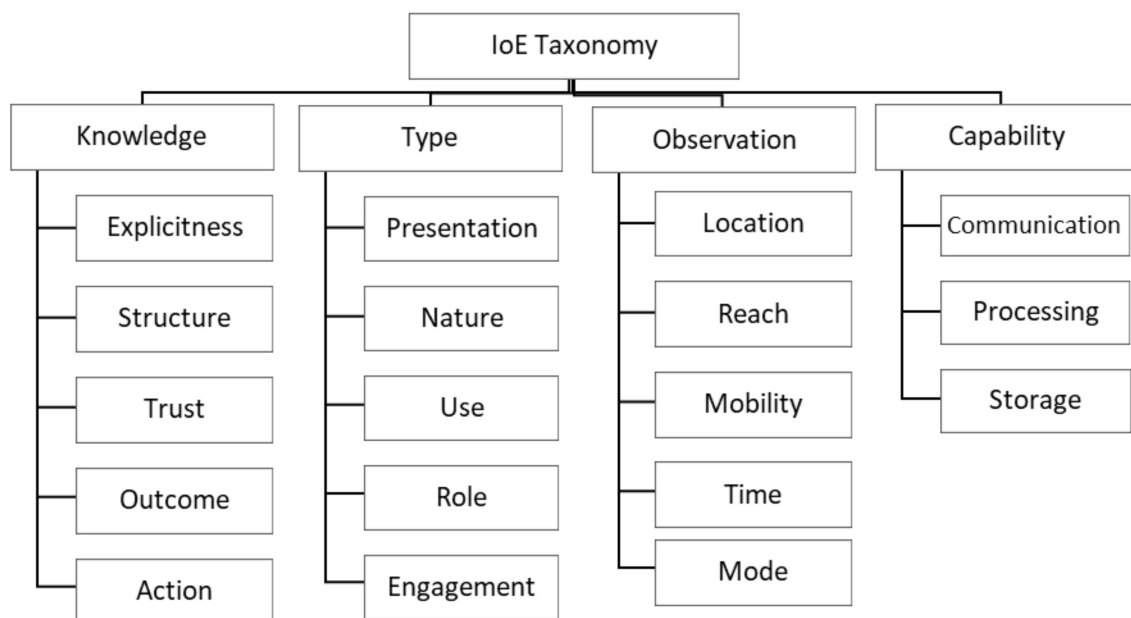 IoE Taxonomy
Knowledge
Explicitness
Structure
Trust
Outcome
Action
Type
Presentation
Nature
Use
Role
Engagement
Observation
Location
Reach
Mobility
Time
Mode
Capability
Communication
Processing
Storage